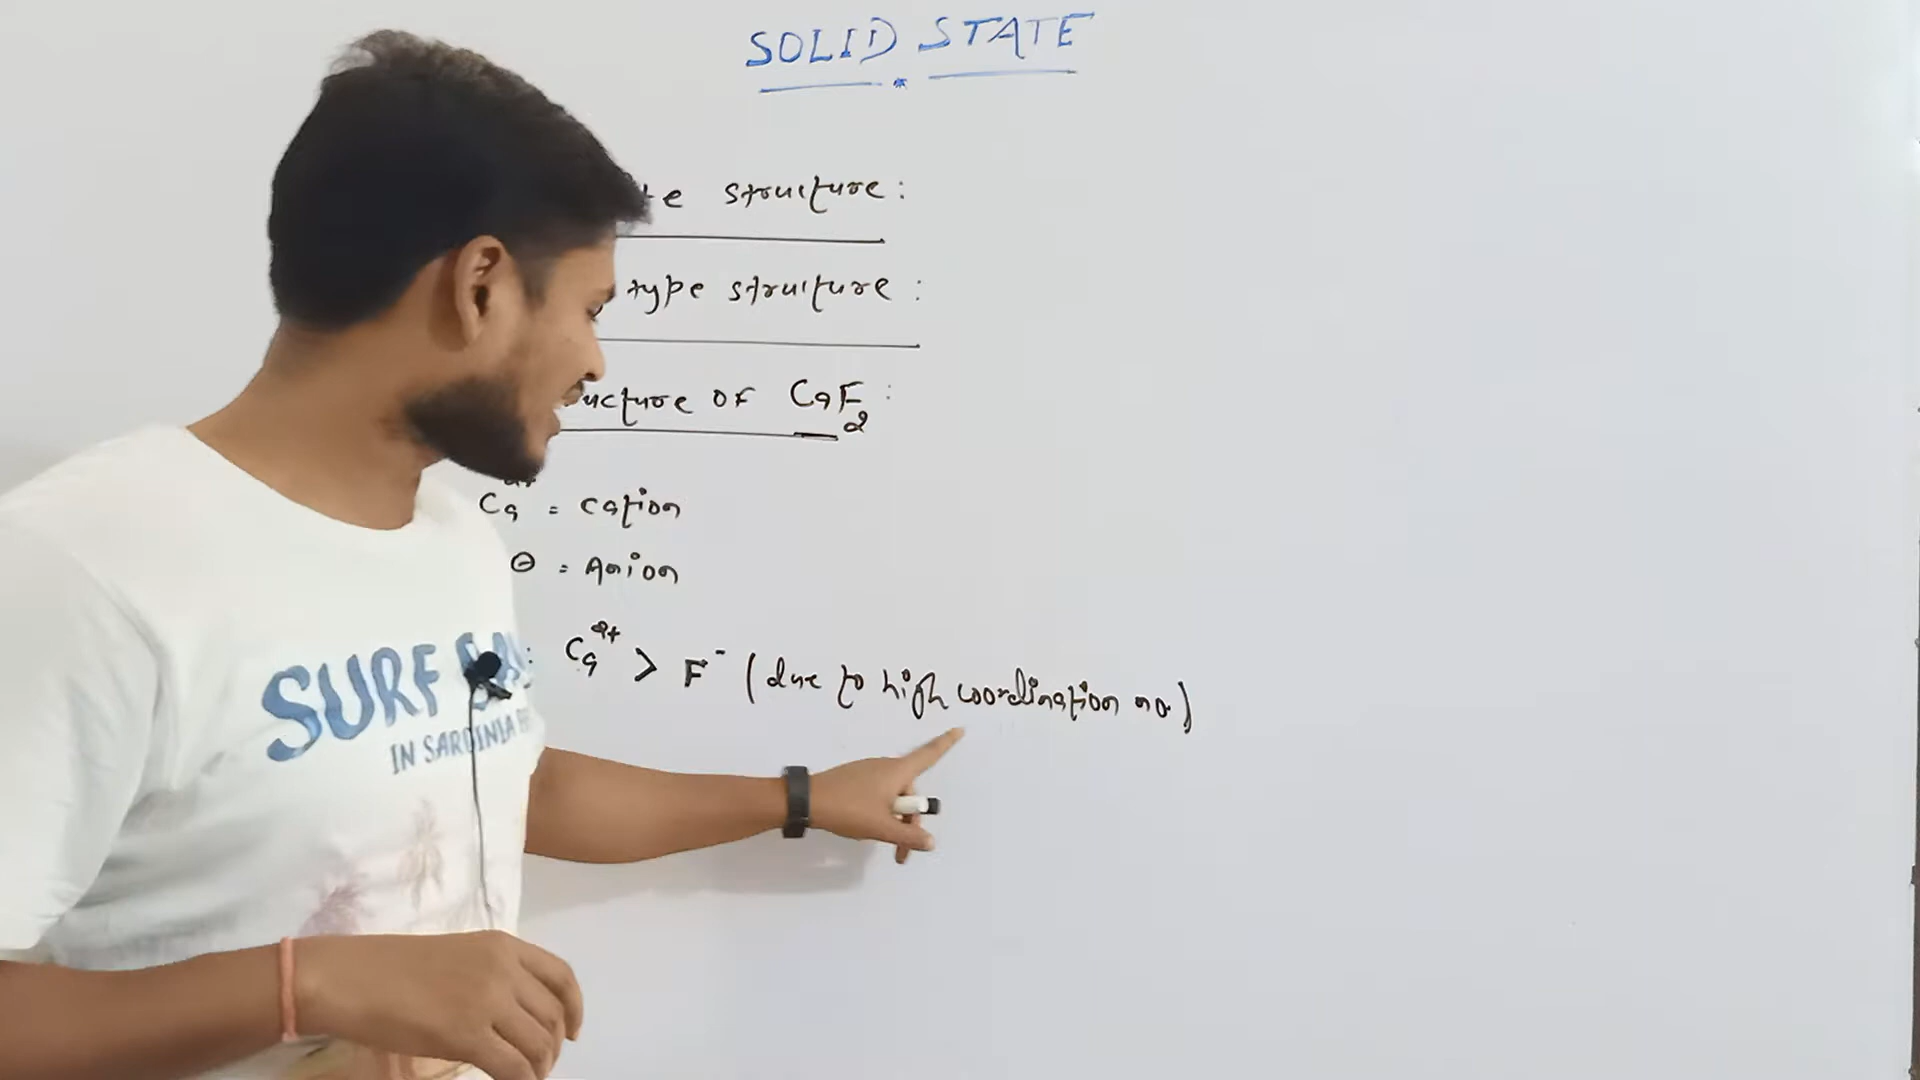 SOLID STATE
te structure:
type structure:
ucture of CaF2:
Ca = cation
⊖ = Anion
: Ca2+ > F- (due to high coordination no.)
SURF
IN SARDINIA